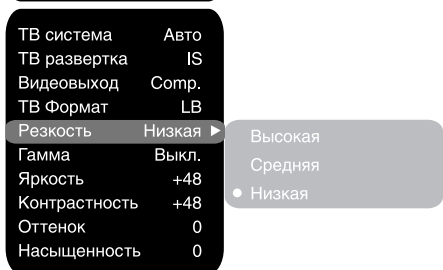 ТВ система Авто
ТВ развертка IS
Видеовыход Comp.
ТВ Формат LB
Резкость Низкая
Гамма Выкл.
Яркость +48
Контрастность +48
Оттенок 0
Насыщенность 0
Высокая
Средняя
Низкая